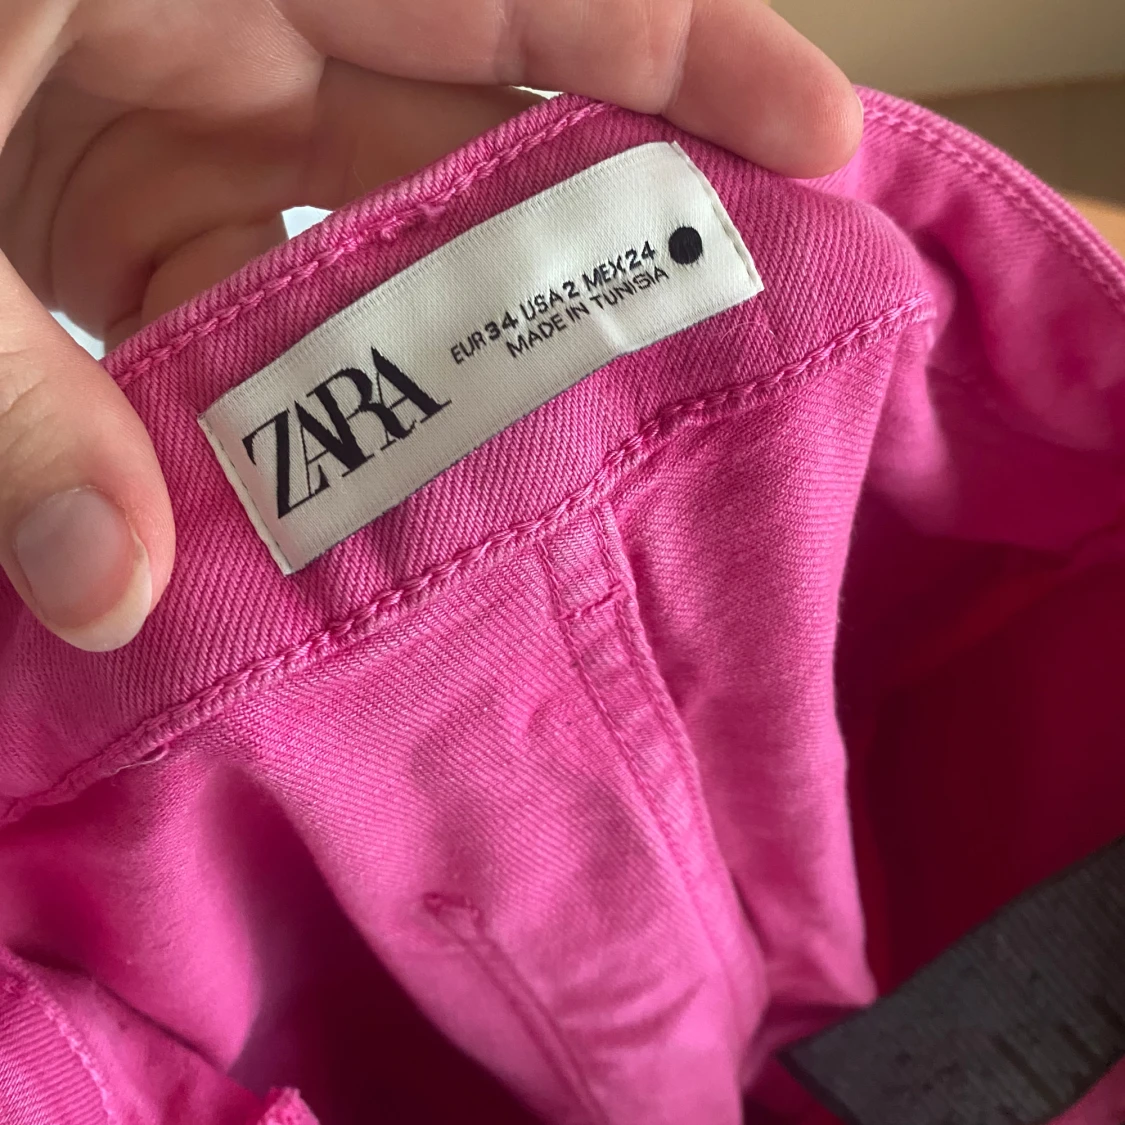 ZARA
EUR 34 USA 2 MEX 24
MADE IN TUNISIA